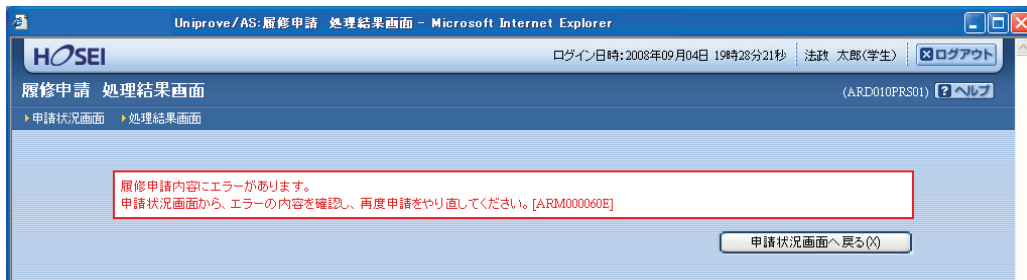 Uniprove/AS:履修申請 処理結果画面 - Microsoft Internet Explorer
HOSEI
ログイン日時:2008年09月04日 19時28分21秒 法政 太郎(学生) ログアウト
履修申請 処理結果画面
(ARD010PRS01) ? ヘルプ
申請状況画面 処理結果画面
履修申請内容にエラーがあります。
申請状況画面から、エラーの内容を確認し、再度申請をやり直してください。[ARM000060E]
申請状況画面へ戻る(X)